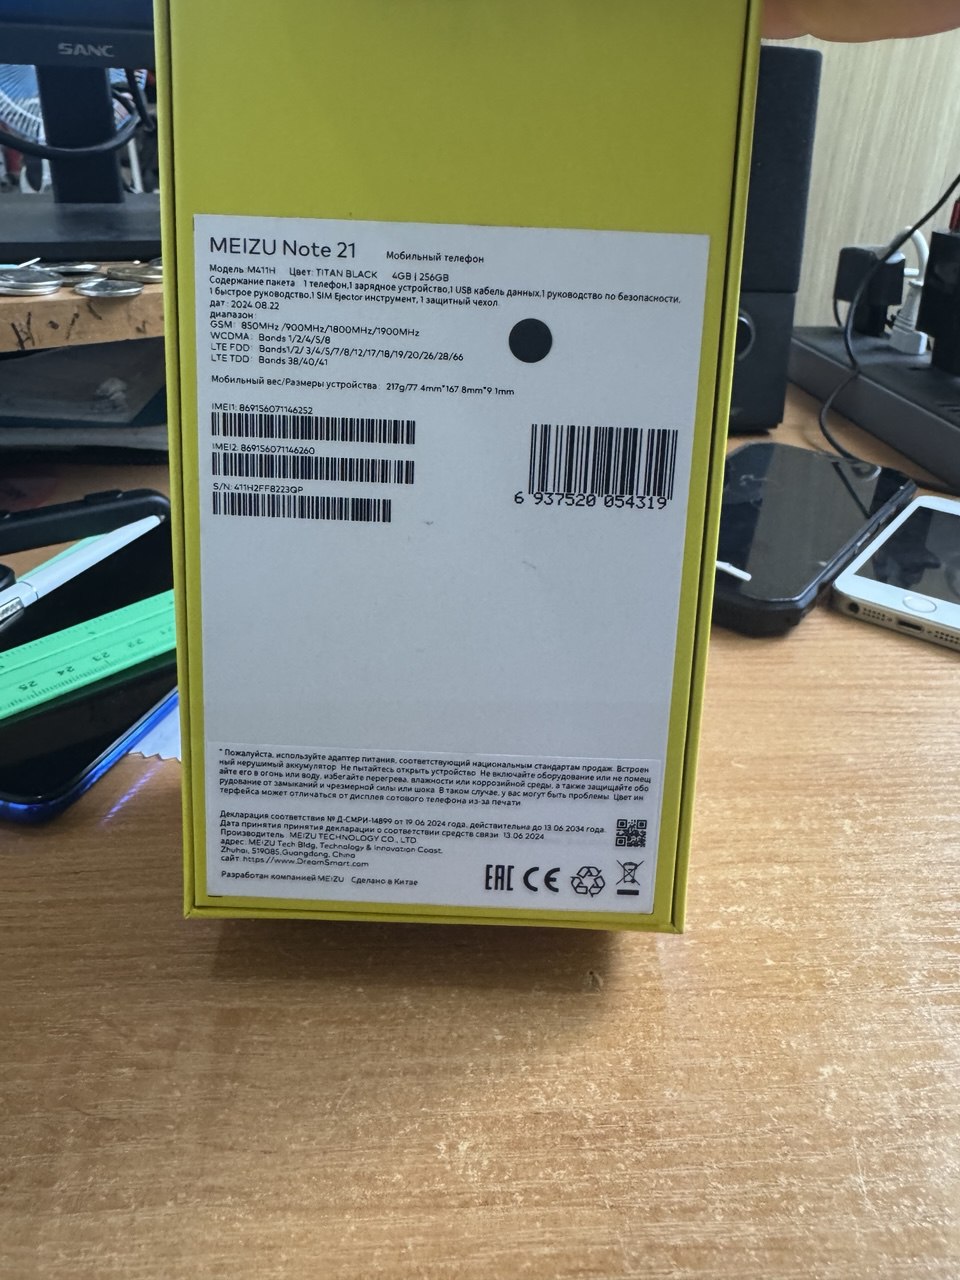 SANC
MEIZU Note 21 Мобильный телефон
Модель: M411H Цвет: TITAN BLACK 4GB | 256GB
Содержание пакета 1 телефон,1 зарядное устройство,1 USB кабель данных,1 руководство по безопасности.
1 быстрое руководство,1 SIM Ejector инструмент, 1 защитный чехол.
дат: 2024.08.22
диапазон:
GSM: 850MHz /900MHz/1800MHz/1900MHz
WCDMA: Bands 1/2/4/5/8
LTE FDD: Bands1/2/ 3/4/5/7/8/12/17/18/19/20/26/28/66
LTE TDD: Bands 38/40/41
Мобильный вес/Размеры устройства: 217g/77.4mm*167.8mm*9.1mm
IMEI1: 869156071146252
IMEI2: 869156071146260
S/N: 411H2FF8223QP
6 937520 054319
* Пожалуйста, используйте адаптер питания, соответствующий национальным стандартам продаж. Встроен
ный нерушимый аккумулятор. Не пытайтесь открыть устройство. Не включайте оборудование или не помещ
айте его в огонь или воду, избегайте перегрева, влажности или коррозийной среды, а также защищайте обо
рудование от замыканий и чрезмерной силы или шока. В таком случае, у вас могут быть проблемы. Цвет ин
терфейса может отличаться от дисплея сотового телефона из-за печати
Декларация соответствия № Д-СМРИ-14899 от 19.06 2024 года, действительна до 13.06 2034 года.
Дата принятия принятия декларации о соответствии средств связи: 13.06.2024
Производитель: MEIZU TECHNOLOGY CO., LTD.
адрес: MEIZU Tech Bldg, Technology & Innovation Coast.
Zhuhai, 519085,Guangdong, China
сайт: https://www.DreamSmart.com
Разработан компанией MEIZU Сделано в Китае
EAC CE
21 22 23 24 25